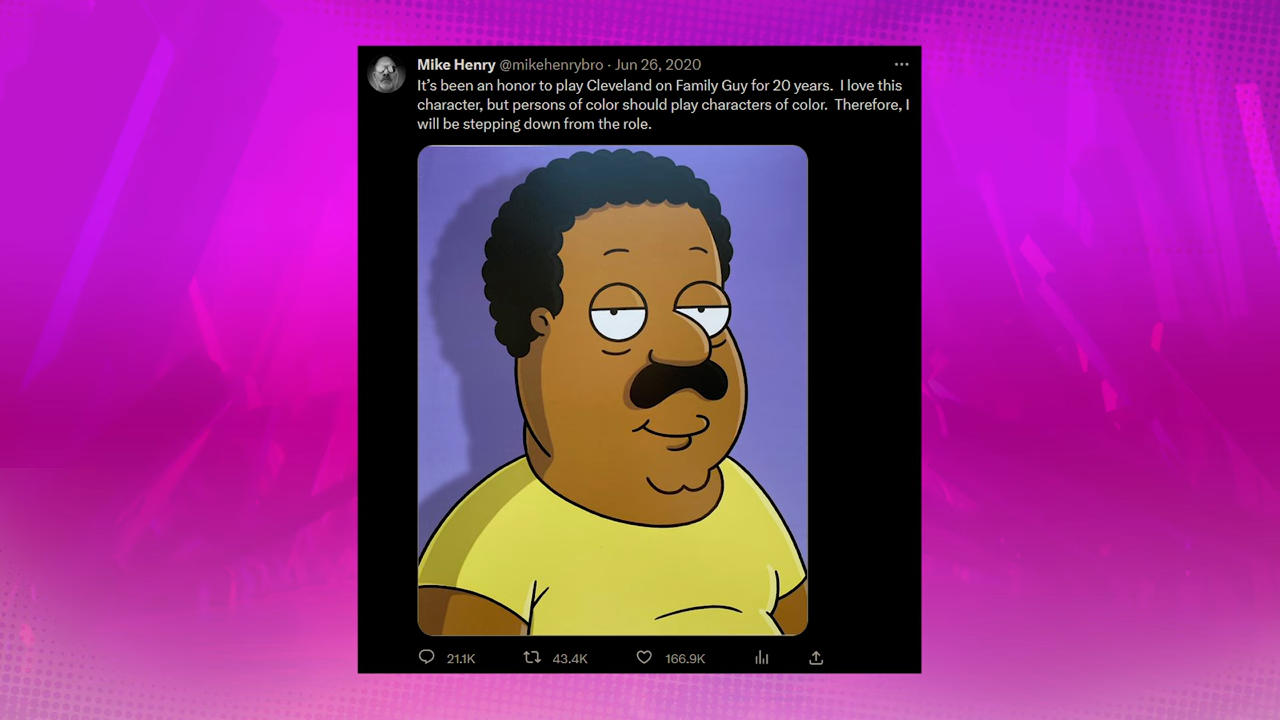 Mike Henry @mikehenrybro · Jun 26, 2020
It’s been an honor to play Cleveland on Family Guy for 20 years.  I love this
character, but persons of color should play characters of color.  Therefore, I
will be stepping down from the role.
21.1K 43.4K 166.9K